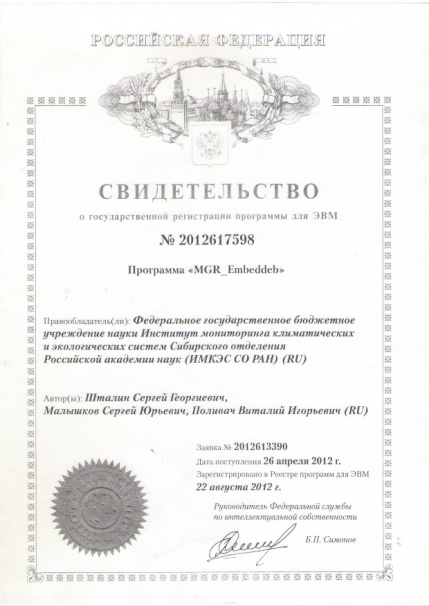 РОССИЙСКАЯ ФЕДЕРАЦИЯ
СВИДЕТЕЛЬСТВО
о государственной регистрации программы для ЭВМ
№ 2012617598
Программа «MGR_Embeddeb»
Правообладатель(ли): Федеральное государственное бюджетное
учреждение науки Институт мониторинга климатических
и экологических систем Сибирского отделения
Российской академии наук (ИМКЭС СО РАН) (RU)
Автор(ы): Шталин Сергей Георгиевич,
Малышков Сергей Юрьевич, Поливач Виталий Игорьевич (RU)
Заявка № 2012613390
Дата поступления 26 апреля 2012 г.
Зарегистрировано в Реестре программ для ЭВМ
22 августа 2012 г.
Руководитель Федеральной службы
по интеллектуальной собственности
Б.П. Симонов